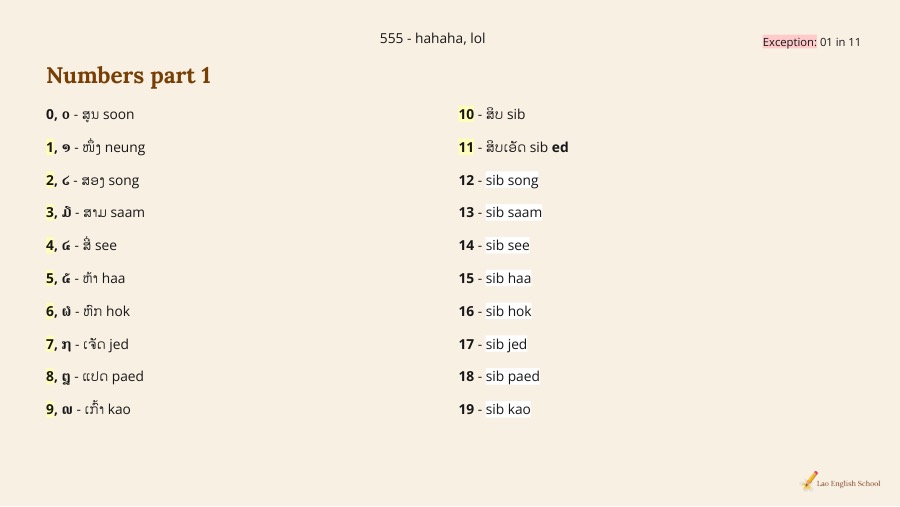 555 - hahaha, lol
Exception: 01 in 11
Numbers part 1
0, ໐ - ສູນ soon
1, ໑ - ໜຶ່ງ neung
2, ໒ - ສອງ song
3, ໓ - ສາມ saam
4, ໔ - ສີ່ see
5, ໕ - ຫ້າ haa
6, ໖ - ຫົກ hok
7, ໗ - ເຈັດ jed
8, ໘ - ແປດ paed
9, ໙ - ເກົ້າ kao
10 - ສິບ sib
11 - ສິບເອັດ sib ed
12 - sib song
13 - sib saam
14 - sib see
15 - sib haa
16 - sib hok
17 - sib jed
18 - sib paed
19 - sib kao
Lao English School